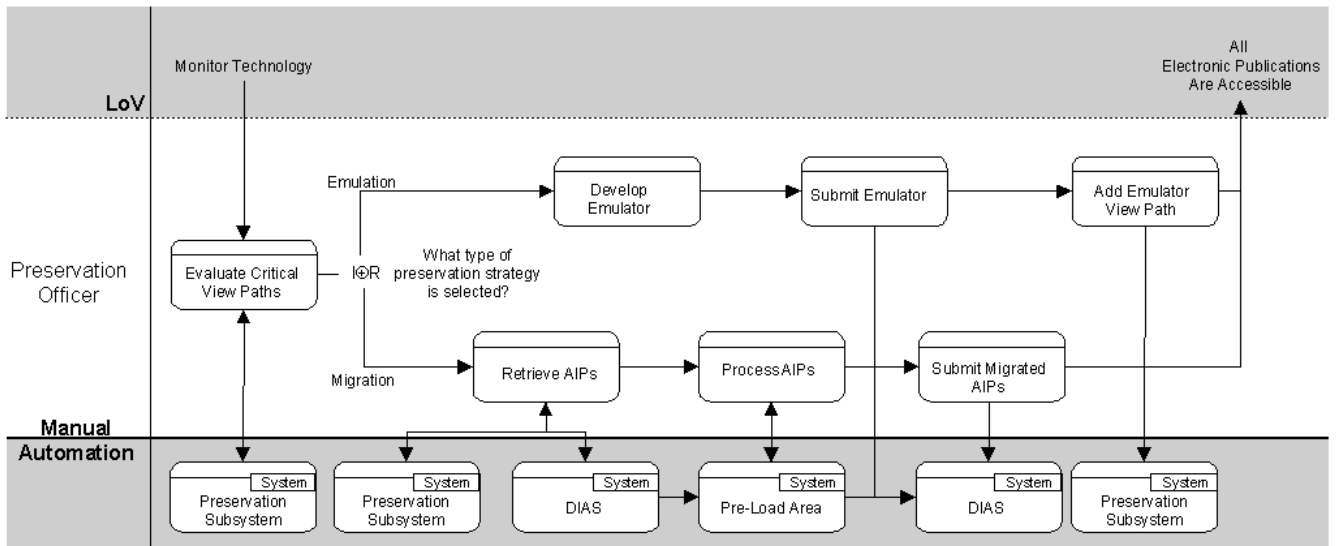 Monitor Technology
All
Electronic Publications
Are Accessible
LoV
Emulation
Develop
Emulator
Submit Emulator
Add Emulator
View Path
Preservation
Officer
Evaluate Critical
View Paths
What type of
preservation strategy
is selected?
Migration
Retrieve AIPs
ProcessAIPs
Submit Migrated
AIPs
Manual
Automation
System
Preservation
Subsystem
System
Preservation
Subsystem
System
DIAS
System
Pre-Load Area
System
DIAS
System
Preservation
Subsystem